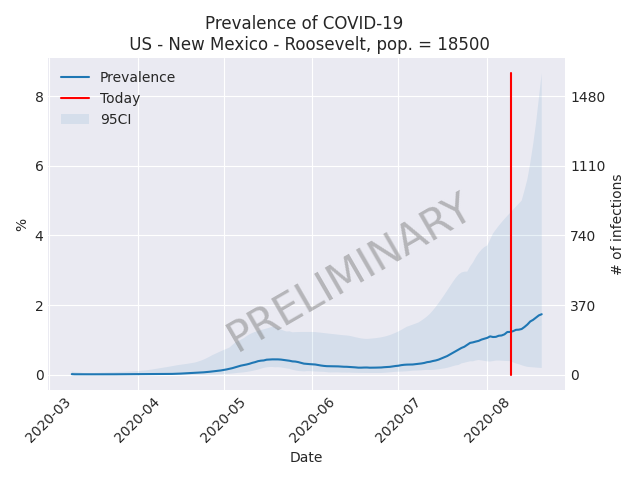 Prevalence of COVID-19
US - New Mexico - Roosevelt, pop. = 18500
Prevalence
Today
95CI
PRELIMINARY
%
8
6
4
2
0
1480
1110
740
370
0
# of infections
2020-03
2020-04
2020-05
2020-06
2020-07
2020-08
Date